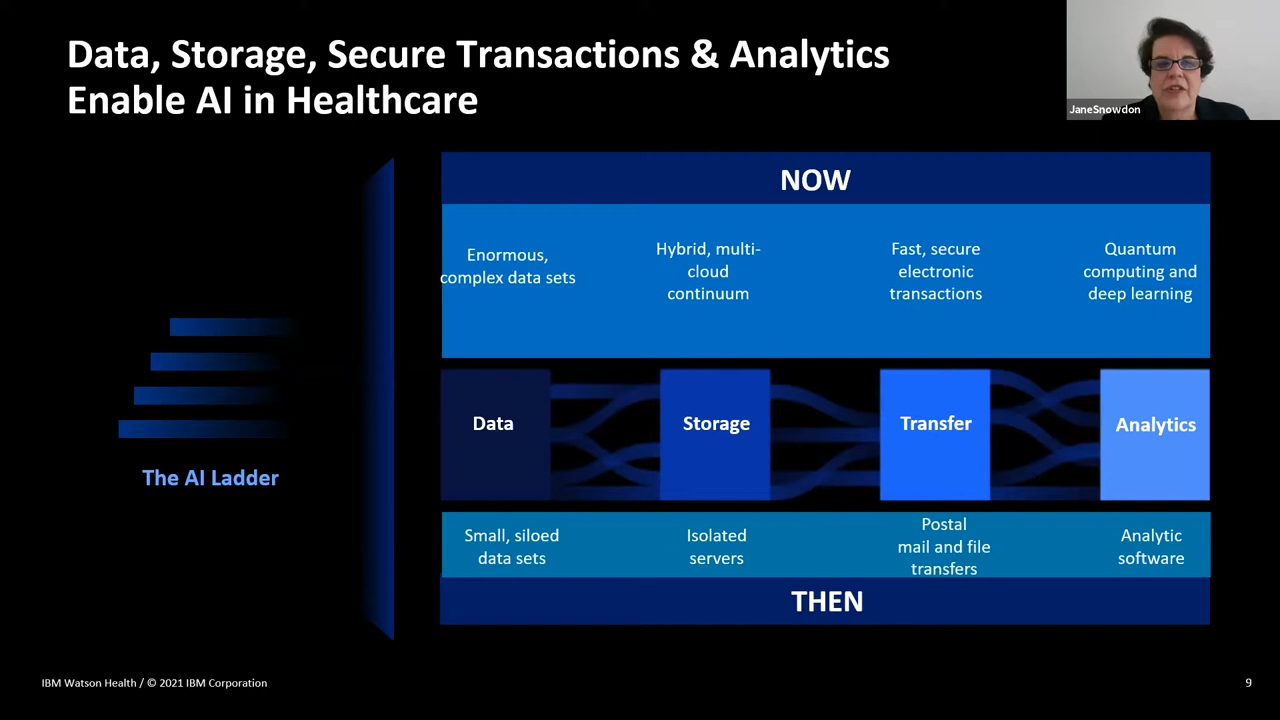 Data, Storage, Secure Transactions & Analytics
Enable AI in Healthcare
JaneSnowdon
NOW
Enormous,
complex data sets
Hybrid, multi-
cloud
continuum
Fast, secure
electronic
transactions
Quantum
computing and
deep learning
Data
Storage
Transfer
Analytics
The AI Ladder
Small, siloed
data sets
Isolated
servers
Postal
mail and file
transfers
Analytic
software
THEN
IBM Watson Health / © 2021 IBM Corporation
9